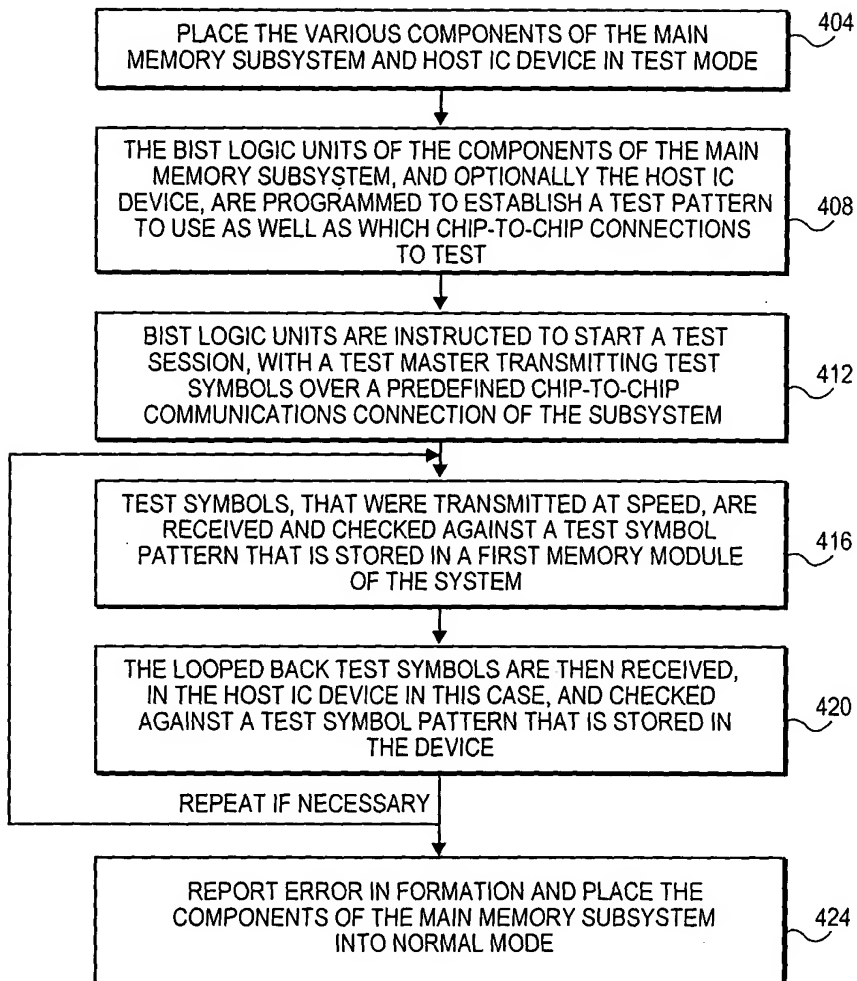 PLACE THE VARIOUS COMPONENTS OF THE MAIN
MEMORY SUBSYSTEM AND HOST IC DEVICE IN TEST MODE
404
THE BIST LOGIC UNITS OF THE COMPONENTS OF THE MAIN
MEMORY SUBSYSTEM, AND OPTIONALLY THE HOST IC
DEVICE, ARE PROGRAMMED TO ESTABLISH A TEST PATTERN
TO USE AS WELL AS WHICH CHIP-TO-CHIP CONNECTIONS
TO TEST
408
BIST LOGIC UNITS ARE INSTRUCTED TO START A TEST
SESSION, WITH A TEST MASTER TRANSMITTING TEST
SYMBOLS OVER A PREDEFINED CHIP-TO-CHIP
COMMUNICATIONS CONNECTION OF THE SUBSYSTEM
412
TEST SYMBOLS, THAT WERE TRANSMITTED AT SPEED, ARE
RECEIVED AND CHECKED AGAINST A TEST SYMBOL
PATTERN THAT IS STORED IN A FIRST MEMORY MODULE
OF THE SYSTEM
416
THE LOOPED BACK TEST SYMBOLS ARE THEN RECEIVED,
IN THE HOST IC DEVICE IN THIS CASE, AND CHECKED
AGAINST A TEST SYMBOL PATTERN THAT IS STORED IN
THE DEVICE
420
REPEAT IF NECESSARY
REPORT ERROR IN FORMATION AND PLACE THE
COMPONENTS OF THE MAIN MEMORY SUBSYSTEM
INTO NORMAL MODE
424